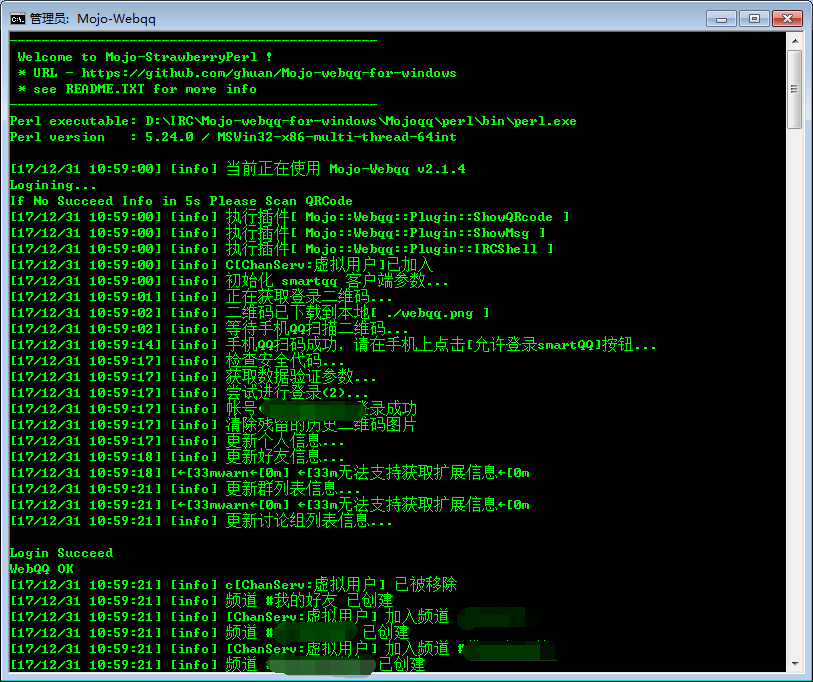 管理员: Mojo-Webqq
------------------------------------------------
Welcome to Mojo-StrawberryPerl !
* URL - https://github.com/ghuan/Mojo-webqq-for-windows
* see README.TXT for more info
------------------------------------------------
Perl executable: D:\IRC\Mojo-webqq-for-windows\Mojoqq\perl\bin\perl.exe
Perl version   : 5.24.0 / MSWin32-x86-multi-thread-64int
[17/12/31 10:59:00] [info] 当前正在使用 Mojo-Webqq v2.1.4
Logining...
If No Succeed Info in 5s Please Scan QRCode
[17/12/31 10:59:00] [info] 执行插件[ Mojo::Webqq::Plugin::ShowQRcode ]
[17/12/31 10:59:00] [info] 执行插件[ Mojo::Webqq::Plugin::ShowMsg ]
[17/12/31 10:59:00] [info] 执行插件[ Mojo::Webqq::Plugin::IRCShell ]
[17/12/31 10:59:00] [info] C[ChanServ:虚拟用户]已加入
[17/12/31 10:59:00] [info] 初始化 smartqq 客户端参数...
[17/12/31 10:59:01] [info] 正在获取登录二维码...
[17/12/31 10:59:02] [info] 二维码已下载到本地[ ./webqq.png ]
[17/12/31 10:59:02] [info] 等待手机QQ扫描二维码...
[17/12/31 10:59:14] [info] 手机QQ扫码成功，请在手机上点击[允许登录smartQQ]按钮...
[17/12/31 10:59:17] [info] 检查安全代码...
[17/12/31 10:59:17] [info] 获取数据验证参数...
[17/12/31 10:59:17] [info] 尝试进行登录(2)...
[17/12/31 10:59:17] [info] 帐号 登录成功
[17/12/31 10:59:17] [info] 清除残留的历史二维码图片
[17/12/31 10:59:17] [info] 更新个人信息...
[17/12/31 10:59:18] [info] 更新好友信息...
[17/12/31 10:59:18] [info] [←[33mwarn←[0m] ←[33m无法支持获取扩展信息←[0m
[17/12/31 10:59:21] [info] 更新群列表信息...
[17/12/31 10:59:21] [info] [←[33mwarn←[0m] ←[33m无法支持获取扩展信息←[0m
[17/12/31 10:59:21] [info] 更新讨论组列表信息...
Login Succeed
WebQQ OK
[17/12/31 10:59:21] [info] c[ChanServ:虚拟用户] 已被移除
[17/12/31 10:59:21] [info] 频道 #我的好友 已创建
[17/12/31 10:59:21] [info] [ChanServ:虚拟用户] 加入频道
[17/12/31 10:59:21] [info] 频道 # 已创建
[17/12/31 10:59:21] [info] [ChanServ:虚拟用户] 加入频道 #
[17/12/31 10:59:21] [info] 频道 已创建